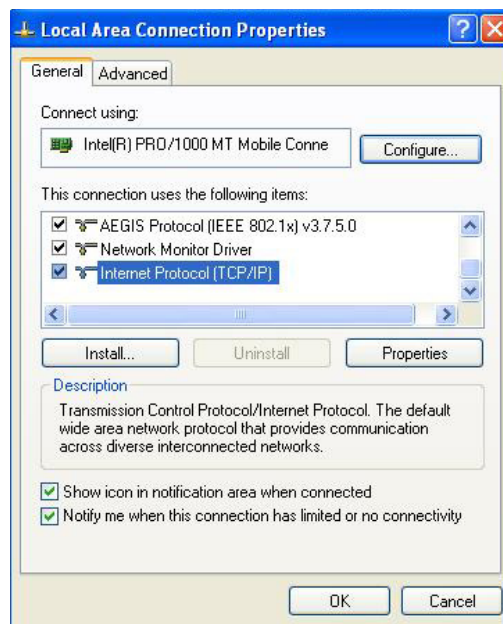 Local Area Connection Properties
General Advanced
Connect using:
Intel(R) PRO/1000 MT Mobile Conne
Configure...
This connection uses the following items:
AEGIS Protocol (IEEE 802.1x) v3.7.5.0
Network Monitor Driver
Internet Protocol (TCP/IP)
Install... Uninstall Properties
Description
Transmission Control Protocol/Internet Protocol. The default
wide area network protocol that provides communication
across diverse interconnected networks.
Show icon in notification area when connected
Notify me when this connection has limited or no connectivity
OK Cancel